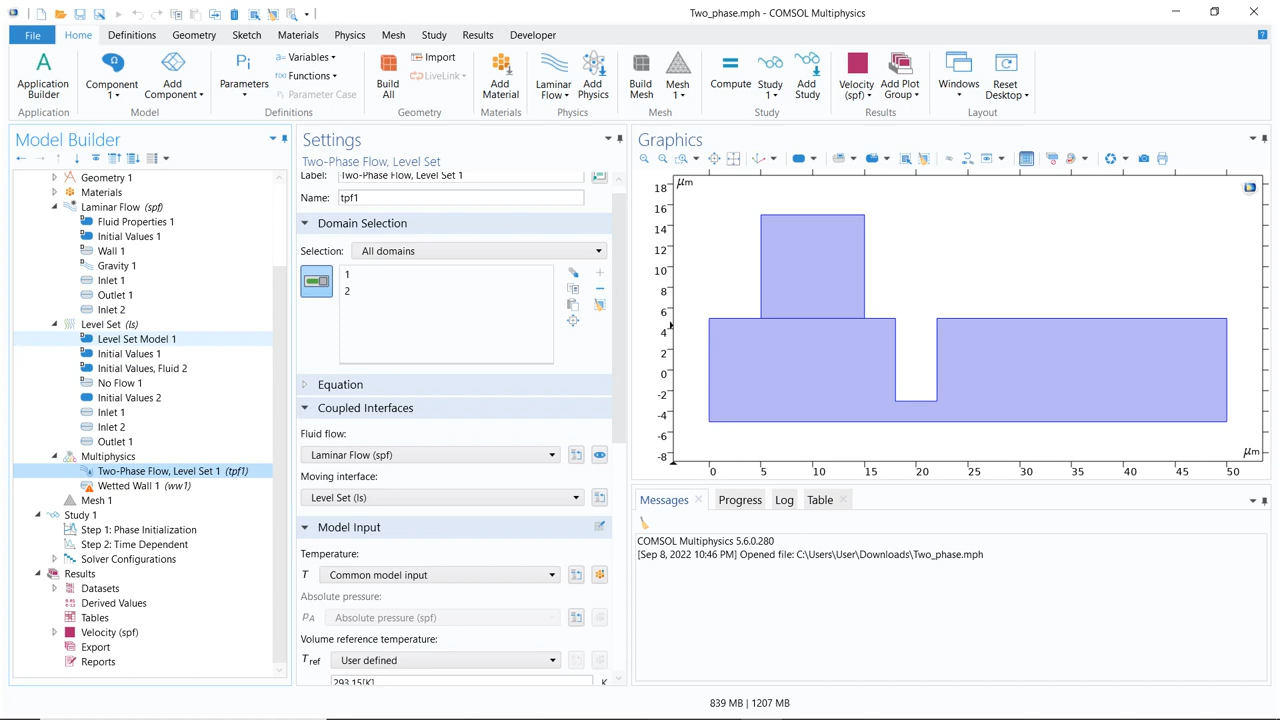 Two_phase.mph - COMSOL Multiphysics
File Home Definitions Geometry Sketch Materials Physics Mesh Study Results Developer
Application Builder
Application
Component 1
Add Component
Model
Parameters
Variables
Functions
Parameter Case
Definitions
Build All
Import
LiveLink
Geometry
Add Material
Materials
Laminar Flow
Add Physics
Physics
Build Mesh
Mesh 1
Mesh
Compute
Study 1
Add Study
Study
Velocity (spf)
Add Plot Group
Results
Windows
Reset Desktop
Layout
Model Builder
Geometry 1
Materials
Laminar Flow (spf)
Fluid Properties 1
Initial Values 1
Wall 1
Gravity 1
Inlet 1
Outlet 1
Inlet 2
Level Set (ls)
Level Set Model 1
Initial Values 1
Initial Values, Fluid 2
No Flow 1
Initial Values 2
Inlet 1
Inlet 2
Outlet 1
Multiphysics
Two-Phase Flow, Level Set 1 (tpf1)
Wetted Wall 1 (ww1)
Mesh 1
Study 1
Step 1: Phase Initialization
Step 2: Time Dependent
Solver Configurations
Results
Datasets
Derived Values
Tables
Velocity (spf)
Export
Reports
Settings
Two-Phase Flow, Level Set
Label: Two-Phase Flow, Level Set 1
Name: tpf1
Domain Selection
Selection: All domains
1
2
Equation
Coupled Interfaces
Fluid flow:
Laminar Flow (spf)
Moving interface:
Level Set (ls)
Model Input
Temperature:
T Common model input
Absolute pressure:
pA Absolute pressure (spf)
Volume reference temperature:
Tref User defined
293.15[K] K
Graphics
μm
18
16
14
12
10
8
6
4
2
0
-2
-4
-6
-8
μm
0 5 10 15 20 25 30 35 40 45 50
Messages Progress Log Table
COMSOL Multiphysics 5.6.0.280
[Sep 8, 2022 10:46 PM] Opened file: C:\Users\User\Downloads\Two_phase.mph
839 MB | 1207 MB